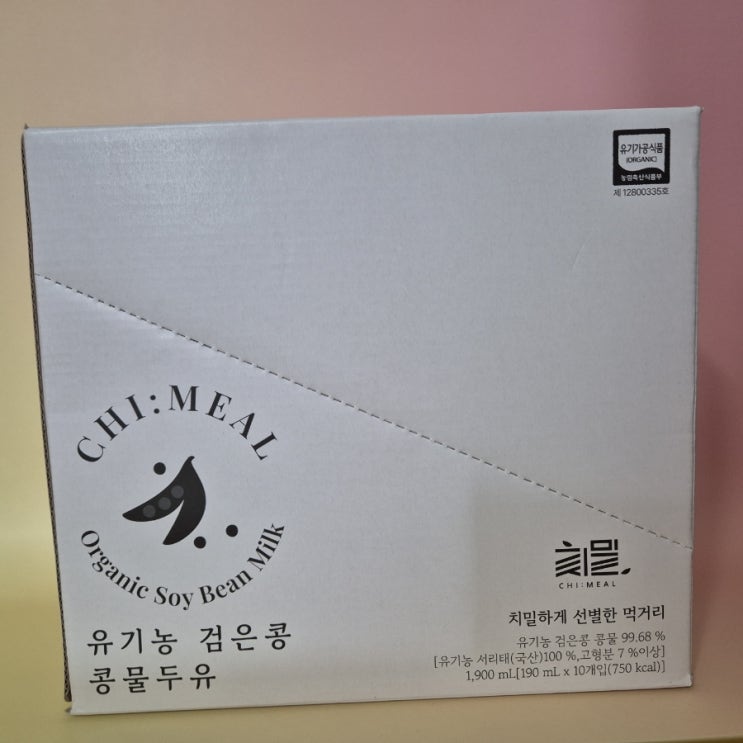 유기가공식품
(ORGANIC)
농림축산식품부
제 12800335호
CHI:MEAL
Organic Soy Bean Milk
유기농 검은콩
콩물두유
치밀
CHI:MEAL
치밀하게 선별한 먹거리
유기농 검은콩 콩물 99.68 %
[유기농 서리태(국산)100 %,고형분 7 %이상]
1,900 mL[190 mL x 10개입(750 kcal)]